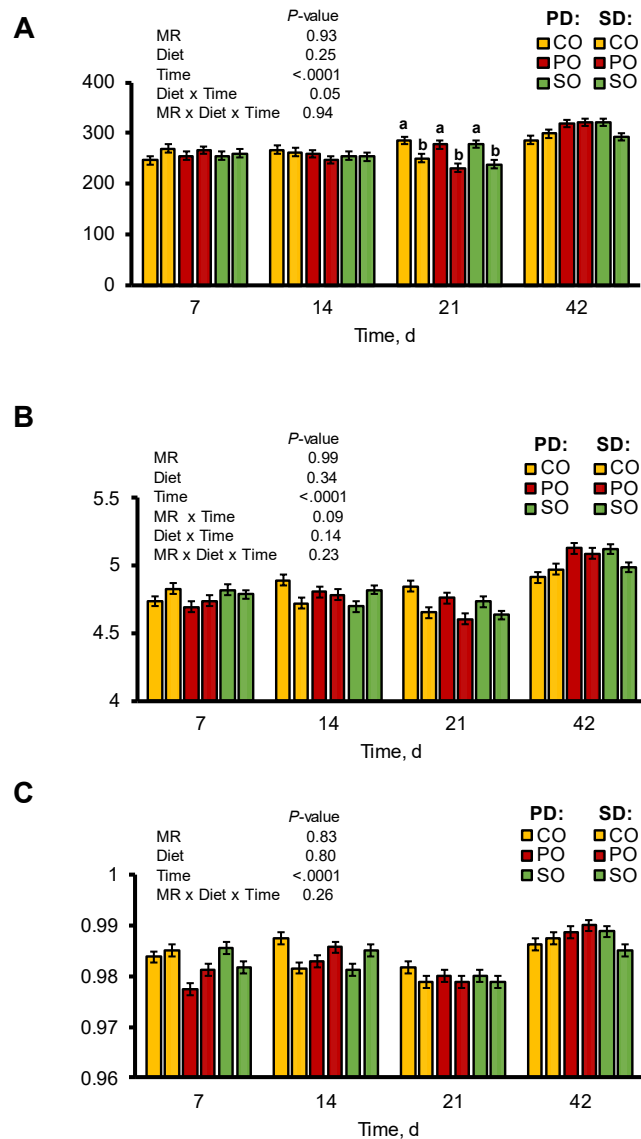 A
P-value
MR 0.93
Diet 0.25
Time <.0001
Diet x Time 0.05
MR x Diet x Time 0.94
PD: SD:
CO CO
PO PO
SO SO
400
300
200
100
0
a b a b a b
7 14 21 42
Time, d
B
P-value
MR 0.99
Diet 0.34
Time <.0001
MR x Time 0.09
Diet x Time 0.14
MR x Diet x Time 0.23
PD: SD:
CO CO
PO PO
SO SO
5.5
5
4.5
4
7 14 21 42
Time, d
C
P-value
MR 0.83
Diet 0.80
Time <.0001
MR x Diet x Time 0.26
PD: SD:
CO CO
PO PO
SO SO
1
0.99
0.98
0.97
0.96
7 14 21 42
Time, d